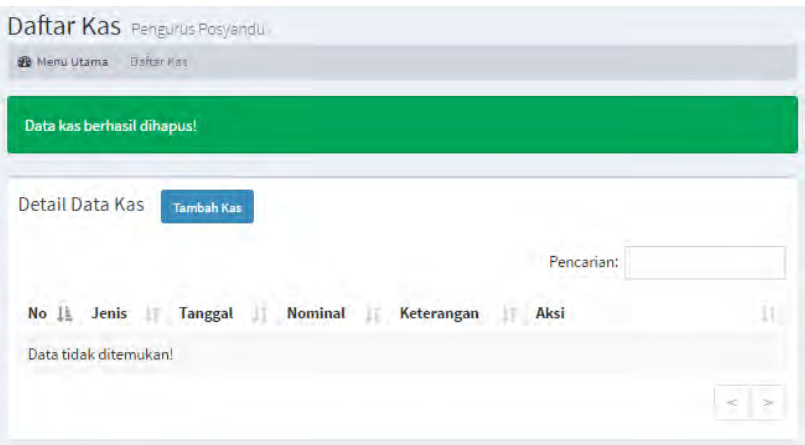 Daftar Kas Pengurus Posyandu
Menu Utama Daftar Kas
Data kas berhasil dihapus!
Detail Data Kas Tambah Kas
Pencarian:
No Jenis Tanggal Nominal Keterangan Aksi
Data tidak ditemukan!
< >